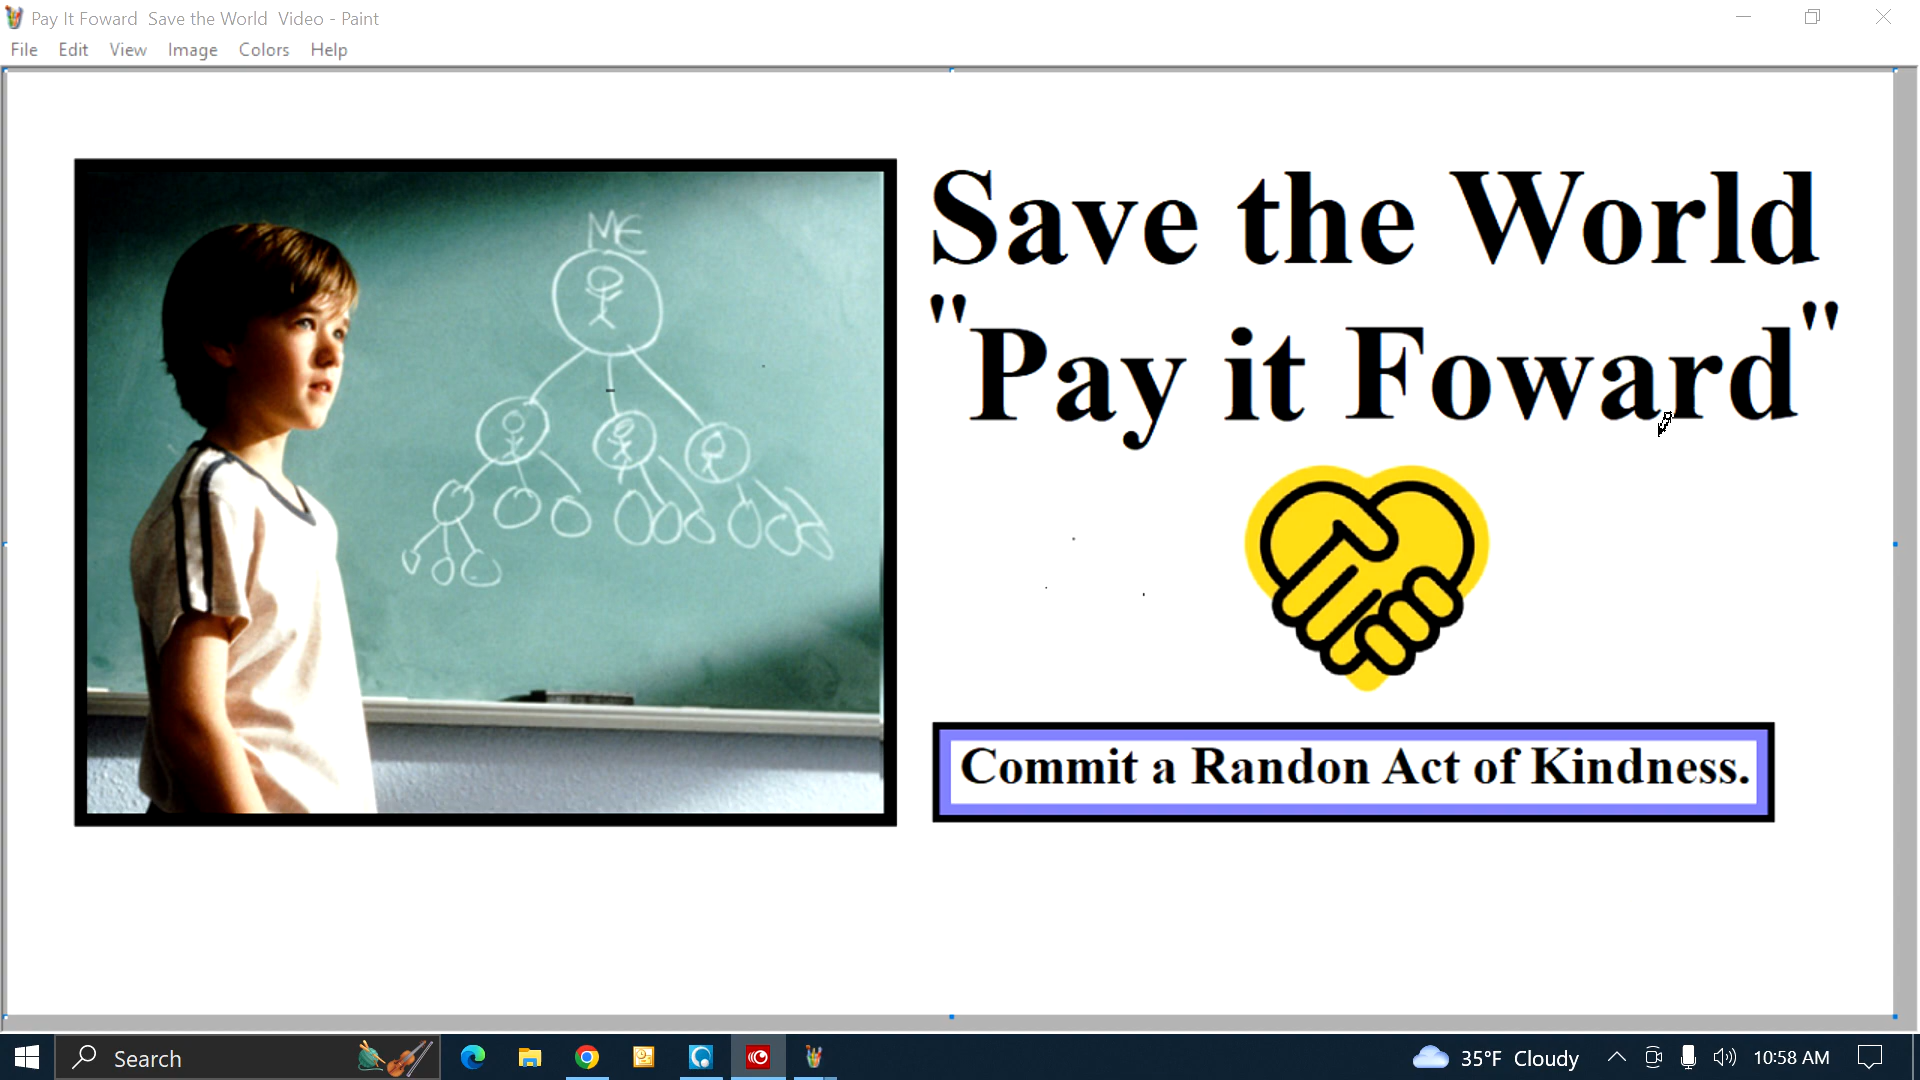 Pay It Foward  Save the World  Video - Paint
File Edit View Image Colors Help
ME
Save the World
"Pay it Foward"
Commit a Randon Act of Kindness.
Search
35°F Cloudy
10:58 AM